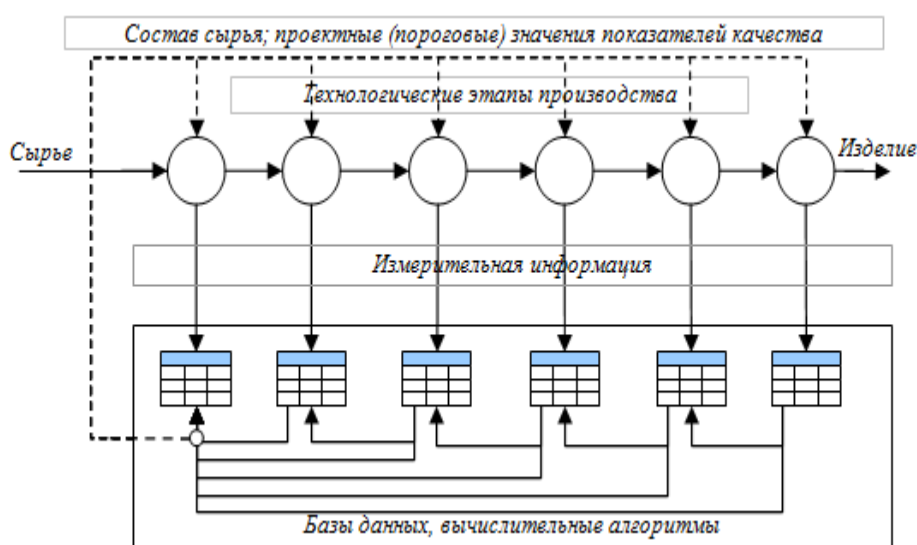 Состав сырья; проектные (пороговые) значения показателей качества
Технологические этапы производства
Сырье
Изделие
Измерительная информация
Базы данных, вычислительные алгоритмы